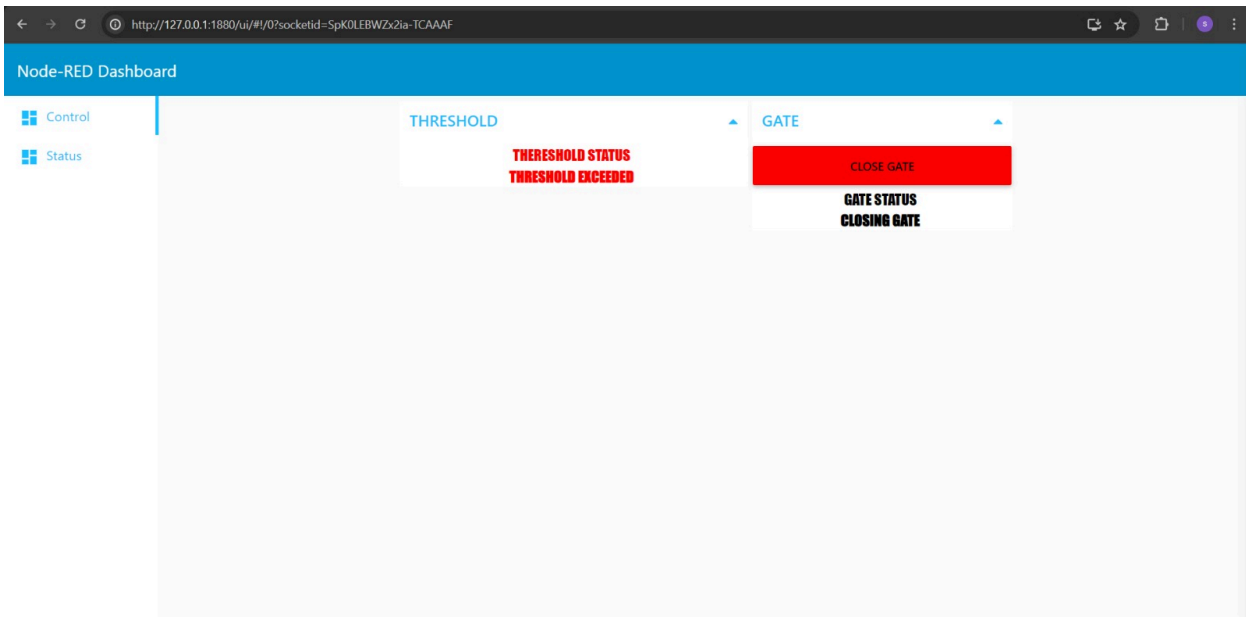 http://127.0.0.1:1880/ui/#!/0?socketid=SpK0LEBWZx2ia-TCAAAF
S
Node-RED Dashboard
Control
Status
THRESHOLD
THERESHOLD STATUS
THRESHOLD EXCEEDED
GATE
CLOSE GATE
GATE STATUS
CLOSING GATE